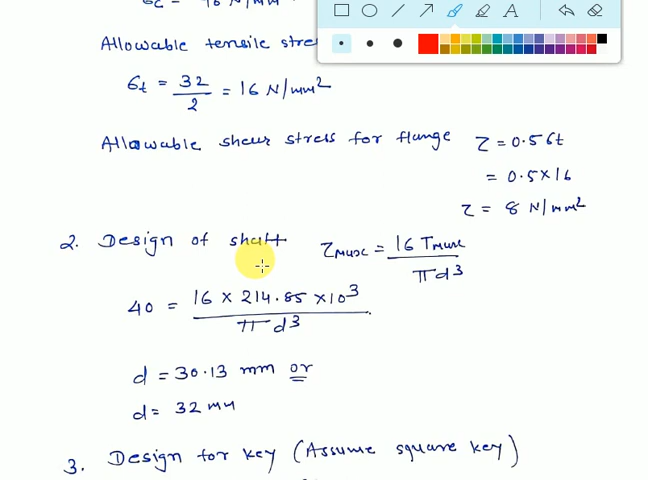 Allowable tensile stre
σt = 32/2 = 16 N/mm²
Allowable shear stress for flange τ = 0.5 σt
= 0.5 × 16
τ = 8 N/mm²
2. Design of shaft τmax = 16 Tmax / πd³
40 = 16 × 214.85 × 10³ / πd³
d = 30.13 mm or
d = 32 mm
3. Design for key (Assume square key)